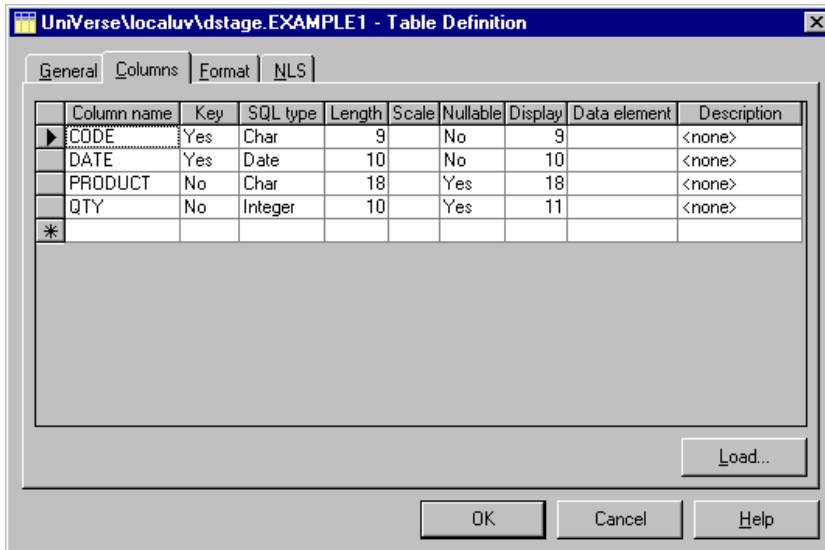 UniVerse\localuv\dstage.EXAMPLE1 - Table Definition
General Columns Format NLS
Column name Key SQL type Length Scale Nullable Display Data element Description
CODE Yes Char 9 No 9 <none>
DATE Yes Date 10 No 10 <none>
PRODUCT No Char 18 Yes 18 <none>
QTY No Integer 10 Yes 11 <none>
Load...
OK Cancel Help